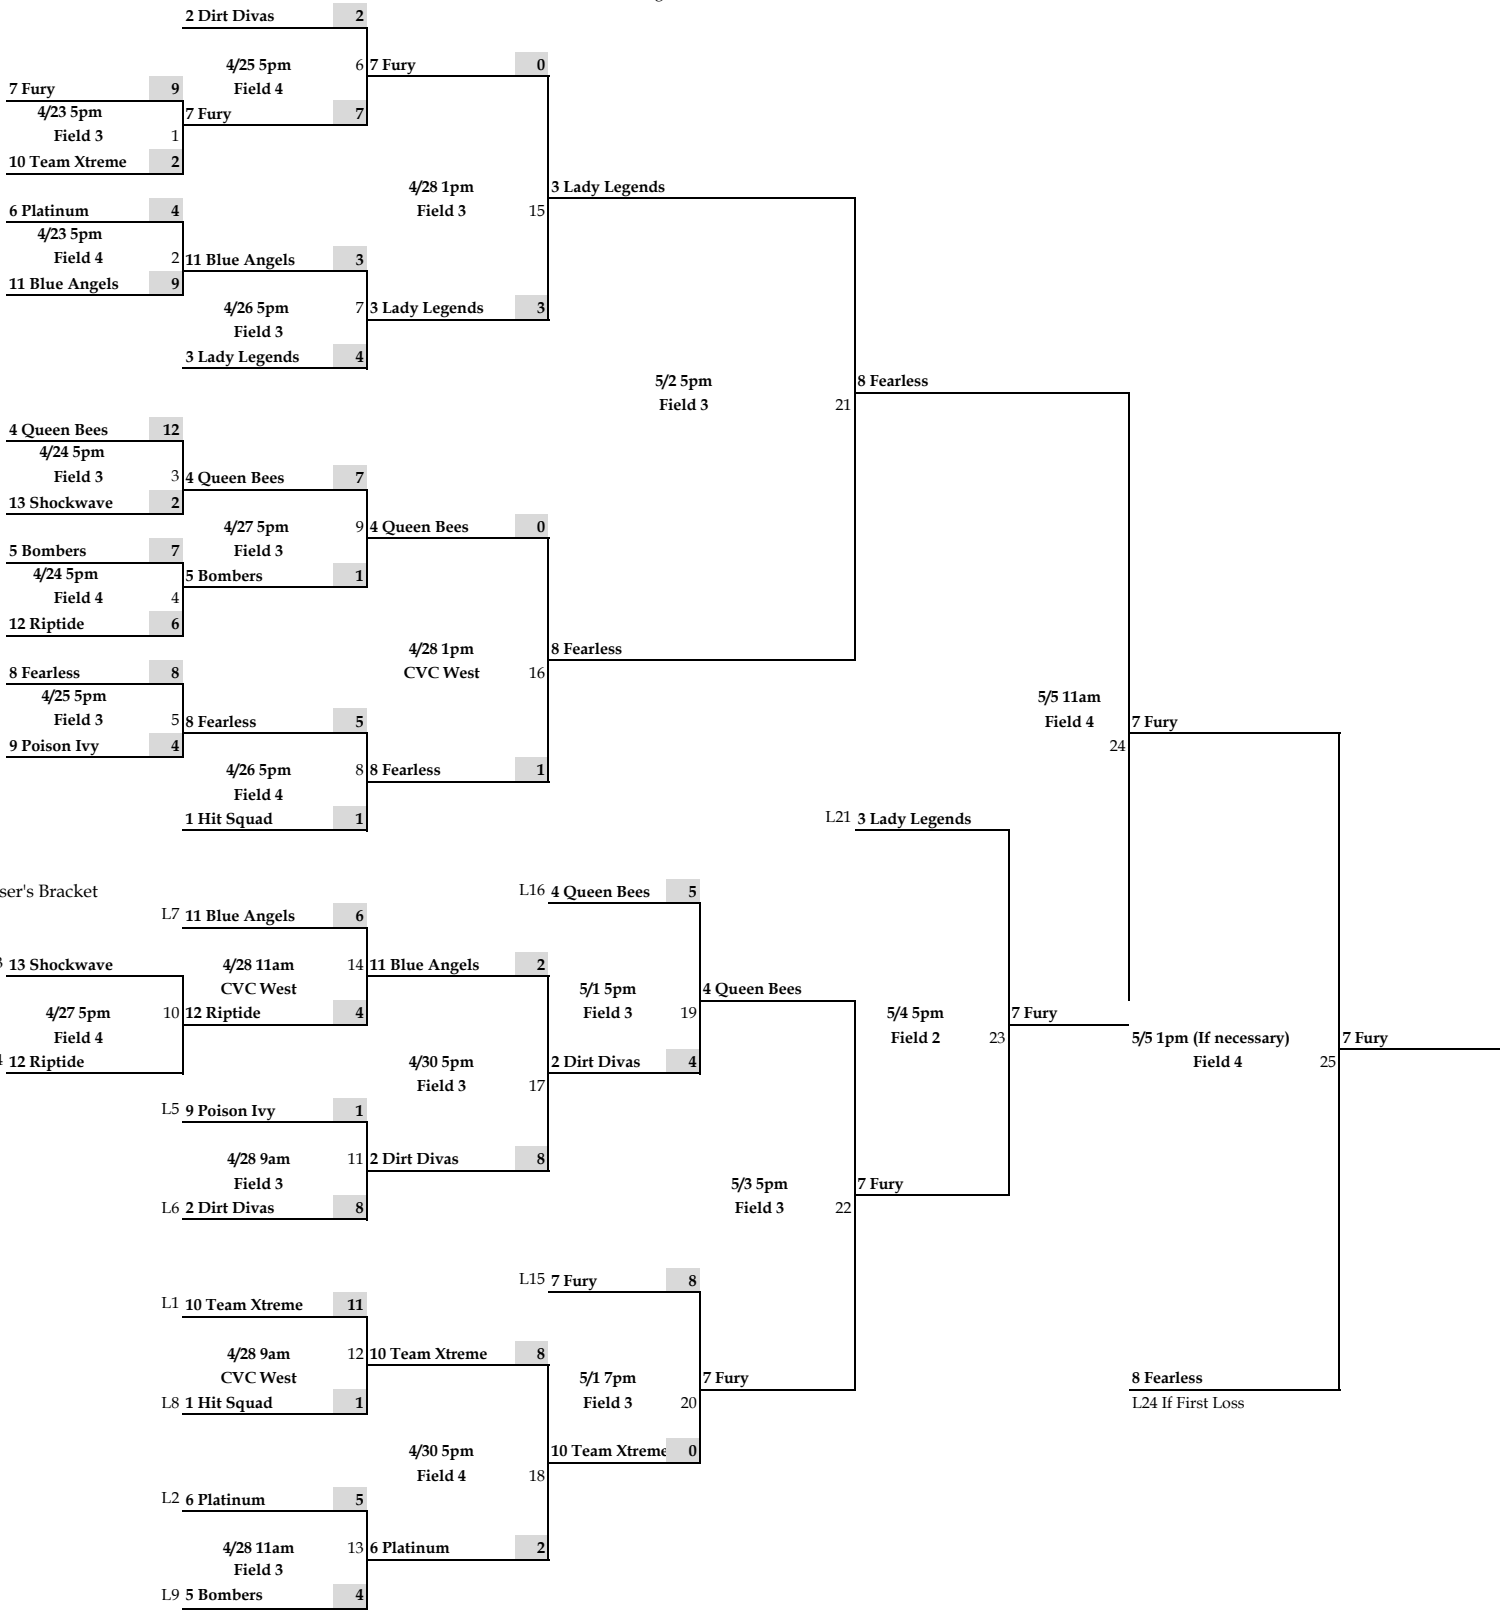 2 Dirt Divas 2
4/25 5pm 6 7 Fury 0
7 Fury 9 Field 4
4/23 5pm 7 Fury 7
Field 3 1
10 Team Xtreme 2
4/28 1pm 3 Lady Legends
6 Platinum 4 Field 3 15
4/23 5pm
Field 4 2 11 Blue Angels 3
11 Blue Angels 9
4/26 5pm 7 3 Lady Legends 3
Field 3
3 Lady Legends 4
5/2 5pm 8 Fearless
Field 3 21
4 Queen Bees 12
4/24 5pm
Field 3 3 4 Queen Bees 7
13 Shockwave 2
4/27 5pm 9 4 Queen Bees 0
5 Bombers 7 Field 3
4/24 5pm 5 Bombers 1
Field 4 4
12 Riptide 6
4/28 1pm 8 Fearless
8 Fearless 8 CVC West 16
4/25 5pm 5/5 11am
Field 3 5 8 Fearless 5 Field 4 7 Fury
9 Poison Ivy 4 24
4/26 5pm 8 8 Fearless 1
Field 4
1 Hit Squad 1 L21 3 Lady Legends
ser's Bracket L16 4 Queen Bees 5
L7 11 Blue Angels 6
13 Shockwave 4/28 11am 14 11 Blue Angels 2
CVC West 5/1 5pm 4 Queen Bees
4/27 5pm 10 12 Riptide 4 Field 3 19 5/4 5pm 7 Fury
Field 4 Field 2 23 5/5 1pm (If necessary) 7 Fury
12 Riptide 4/30 5pm 2 Dirt Divas 4 Field 4 25
Field 3 17
L5 9 Poison Ivy 1
4/28 9am 11 2 Dirt Divas 8
Field 3 5/3 5pm 7 Fury
L6 2 Dirt Divas 8 Field 3 22
L15 7 Fury 8
L1 10 Team Xtreme 11
4/28 9am 12 10 Team Xtreme 8
CVC West 5/1 7pm 7 Fury 8 Fearless
L8 1 Hit Squad 1 Field 3 20 L24 If First Loss
4/30 5pm 10 Team Xtreme 0
Field 4 18
L2 6 Platinum 5
4/28 11am 13 6 Platinum 2
Field 3
L9 5 Bombers 4